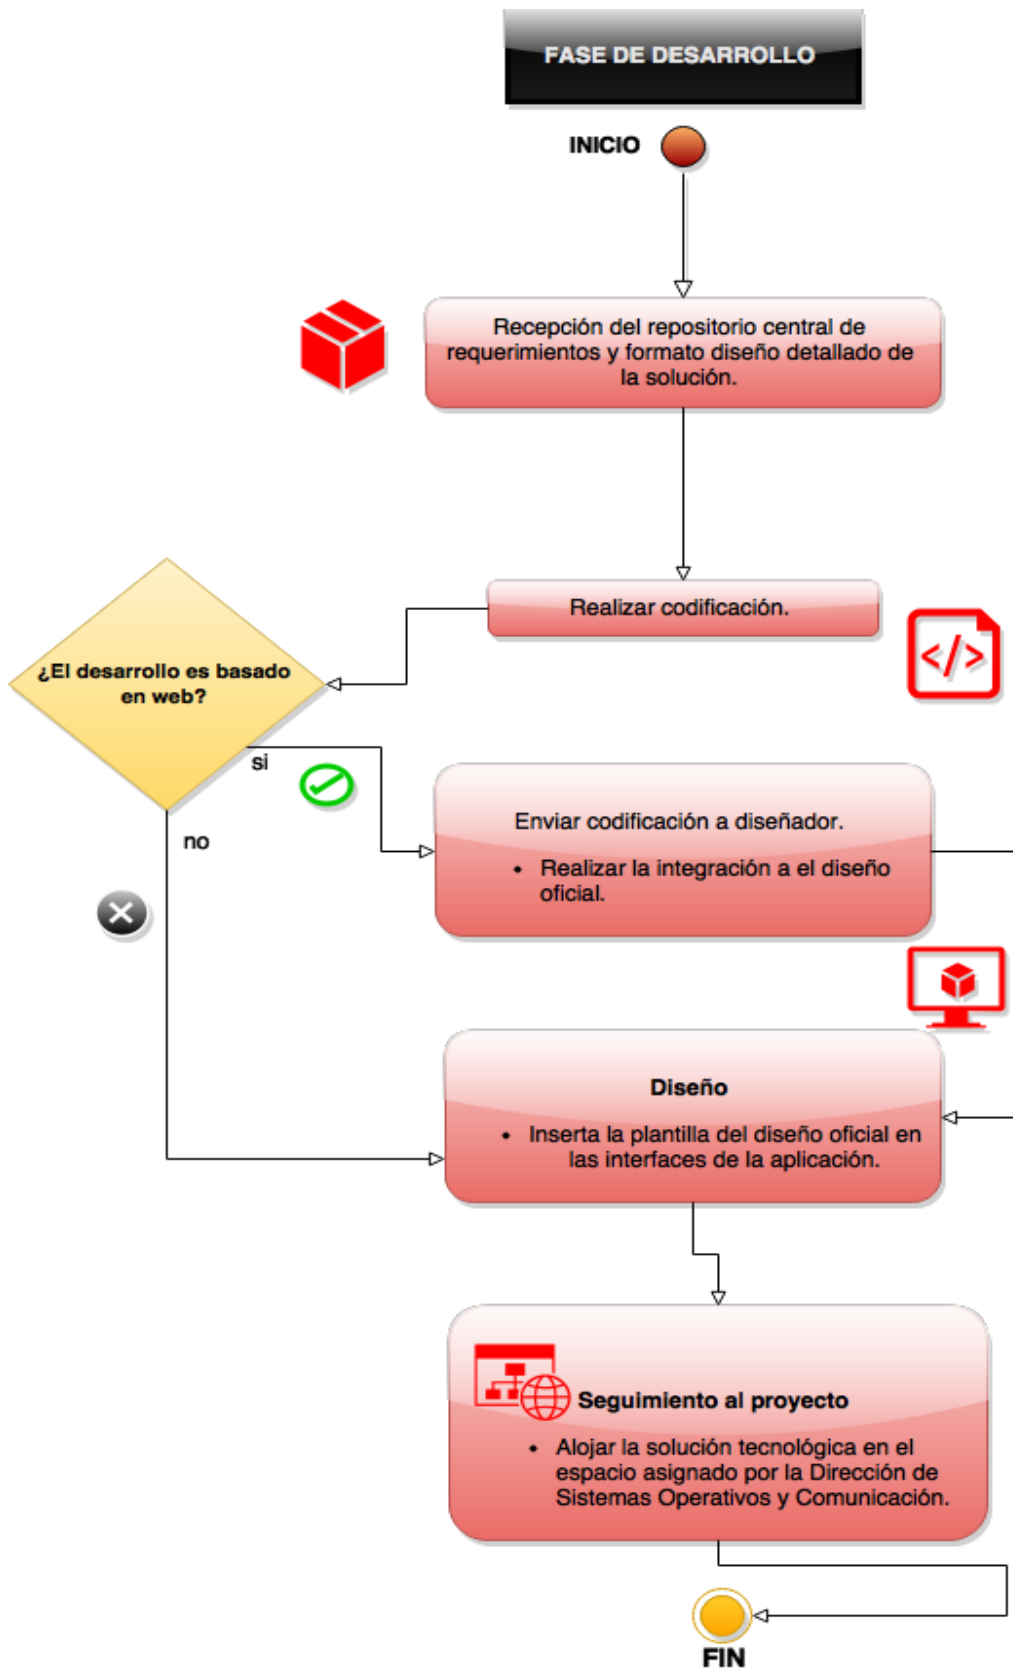 FASE DE DESARROLLO
INICIO
Recepción del repositorio central de
requerimientos y formato diseño detallado de
la solución.
Realizar codificación.
</>
¿El desarrollo es basado
en web?
si
no
Enviar codificación a diseñador.
• Realizar la integración a el diseño
oficial.
Diseño
• Inserta la plantilla del diseño oficial en
las interfaces de la aplicación.
Seguimiento al proyecto
• Alojar la solución tecnológica en el
espacio asignado por la Dirección de
Sistemas Operativos y Comunicación.
FIN